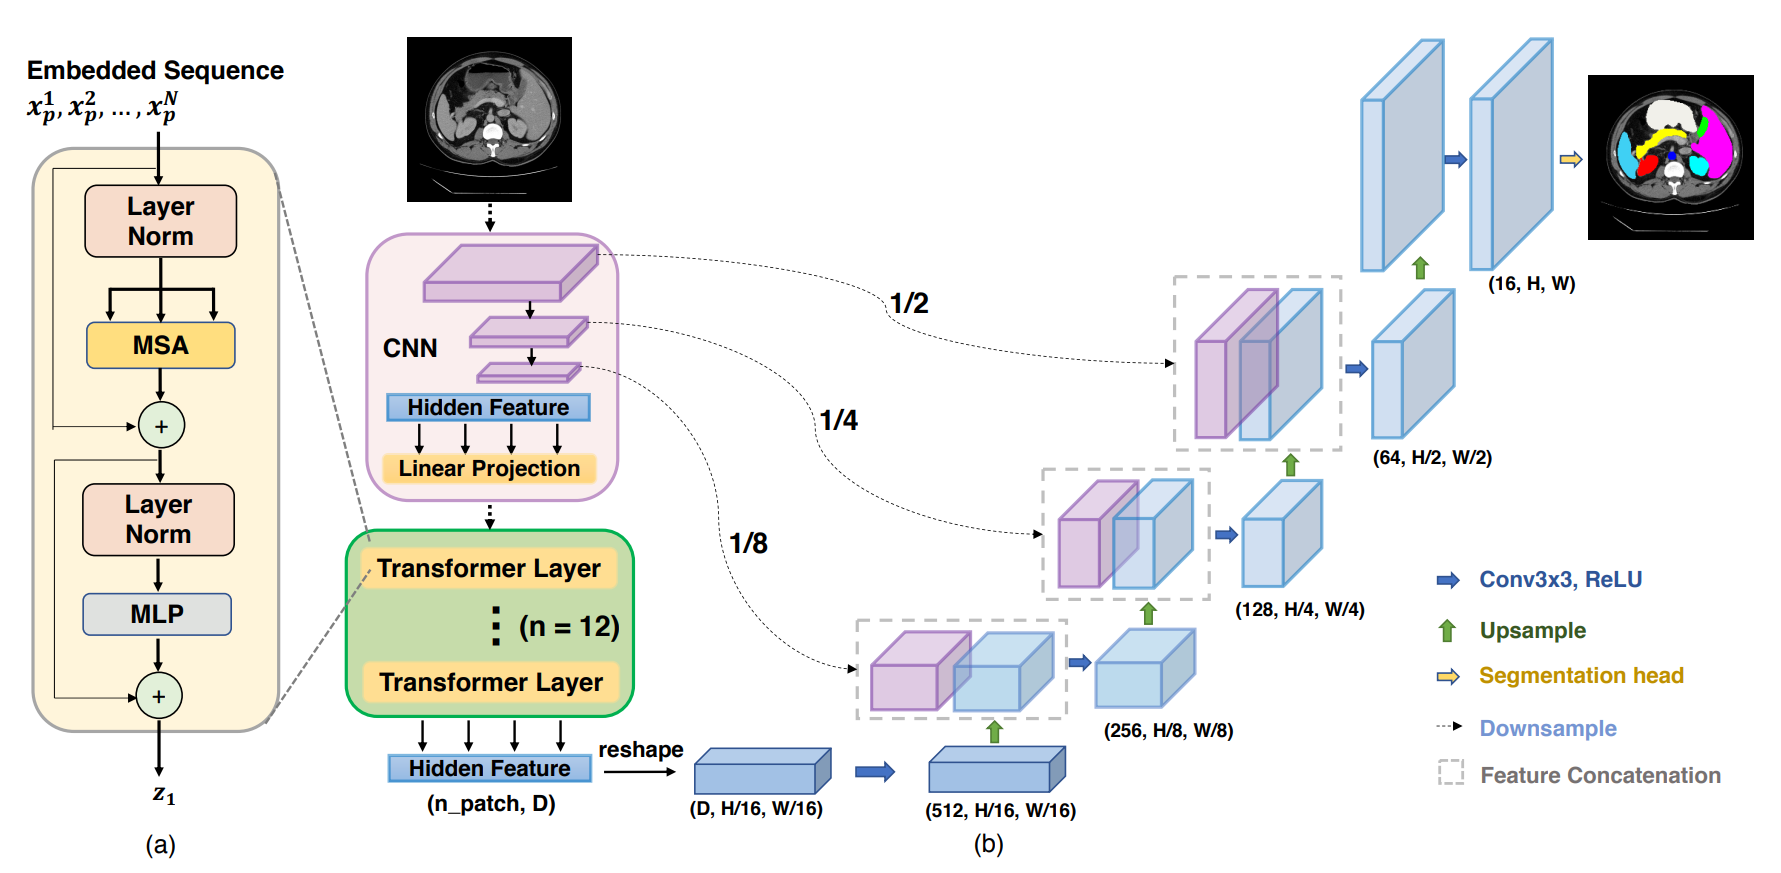 Embedded Sequence
x_p^1, x_p^2, ..., x_p^N
Layer
Norm
MSA
+
Layer
Norm
MLP
+
z_1
(a)
CNN
Hidden Feature
Linear Projection
Transformer Layer
(n = 12)
Transformer Layer
Hidden Feature
(n_patch, D)
reshape
(D, H/16, W/16)
(512, H/16, W/16)
(b)
1/2
1/4
1/8
(256, H/8, W/8)
(128, H/4, W/4)
(64, H/2, W/2)
(16, H, W)
Conv3x3, ReLU
Upsample
Segmentation head
Downsample
Feature Concatenation